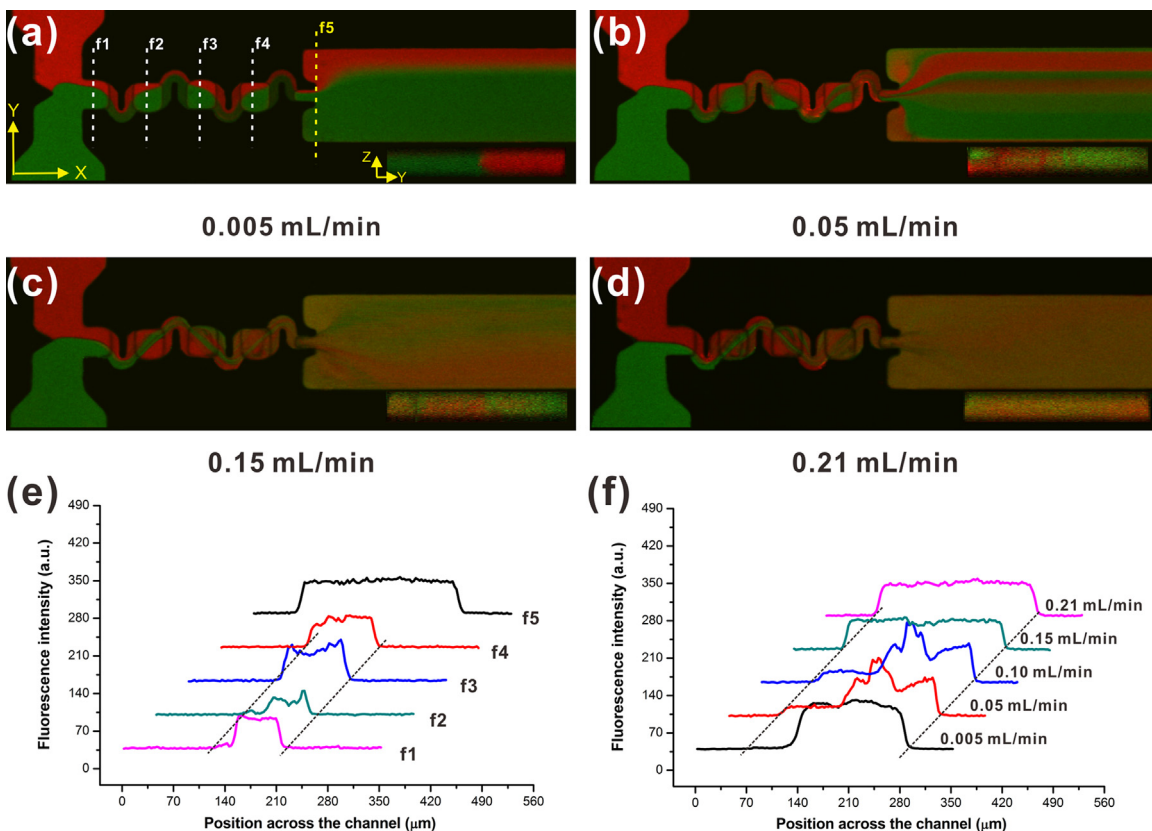 (a)
f1
f2
f3
f4
f5
Y
X
Z
Y
0.005 mL/min
(b)
0.05 mL/min
(c)
0.15 mL/min
(d)
0.21 mL/min
(e)
490
420
350
280
210
140
70
0
Fluorescence intensity (a.u.)
f5
f4
f3
f2
f1
0 70 140 210 280 350 420 490 560
Position across the channel (μm)
(f)
490
420
350
280
210
140
70
0
Fluorescence intensity (a.u.)
0.21 mL/min
0.15 mL/min
0.10 mL/min
0.05 mL/min
0.005 mL/min
0 70 140 210 280 350 420 490 560
Position across the channel (μm)